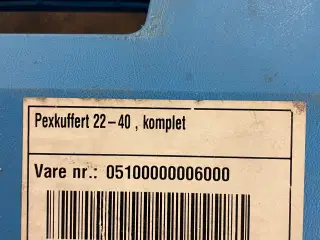 Pexkuffert 22-40 , komplet
Vare nr.: 05100000006000